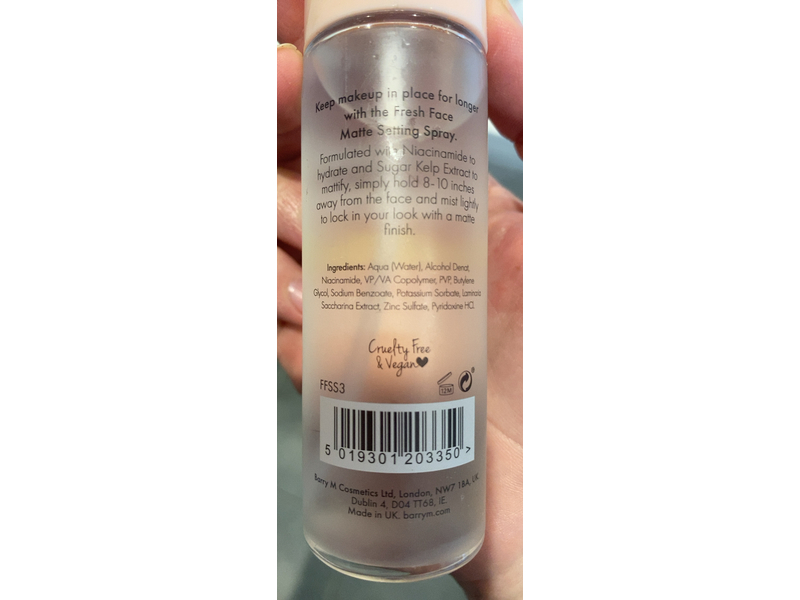 Keep makeup in place for longer
with the Fresh Face
Matte Setting Spray.
Formulated with Niacinamide to
hydrate and Sugar Kelp Extract to
mattify, simply hold 8-10 inches
away from the face and mist lightly
to lock in your look with a matte
finish.
Ingredients: Aqua (Water), Alcohol Denat,
Niacinamide, VP/VA Copolymer, PVP, Butylene
Glycol, Sodium Benzoate, Potassium Sorbate, Laminaria
Saccharina Extract, Zinc Sulfate, Pyridoxine HCl.
Cruelty Free
& Vegan
FFSS3
12M
5 019301 203350 >
Barry M Cosmetics Ltd, London, NW7 1BA, UK.
Dublin 4, D04 TT68, IE.
Made in UK. barrym.com